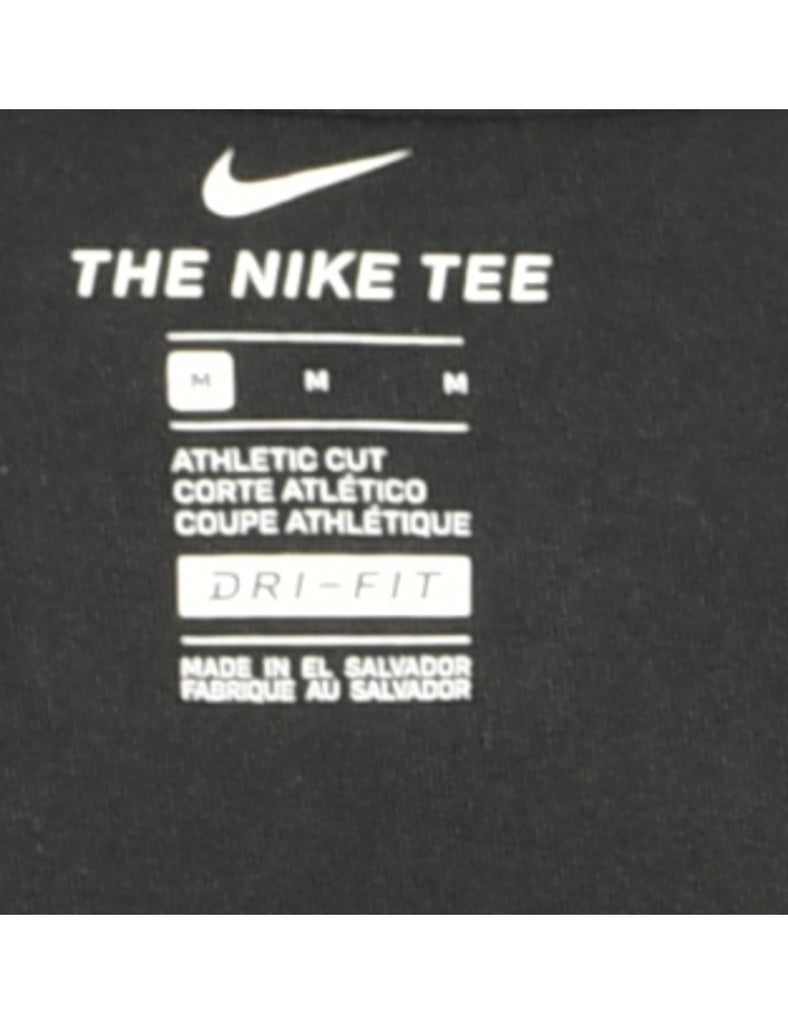 THE NIKE TEE
M M M
ATHLETIC CUT
CORTE ATLÉTICO
COUPE ATHLÉTIQUE
DRI-FIT
MADE IN EL SALVADOR
FABRIQUE AU SALVADOR